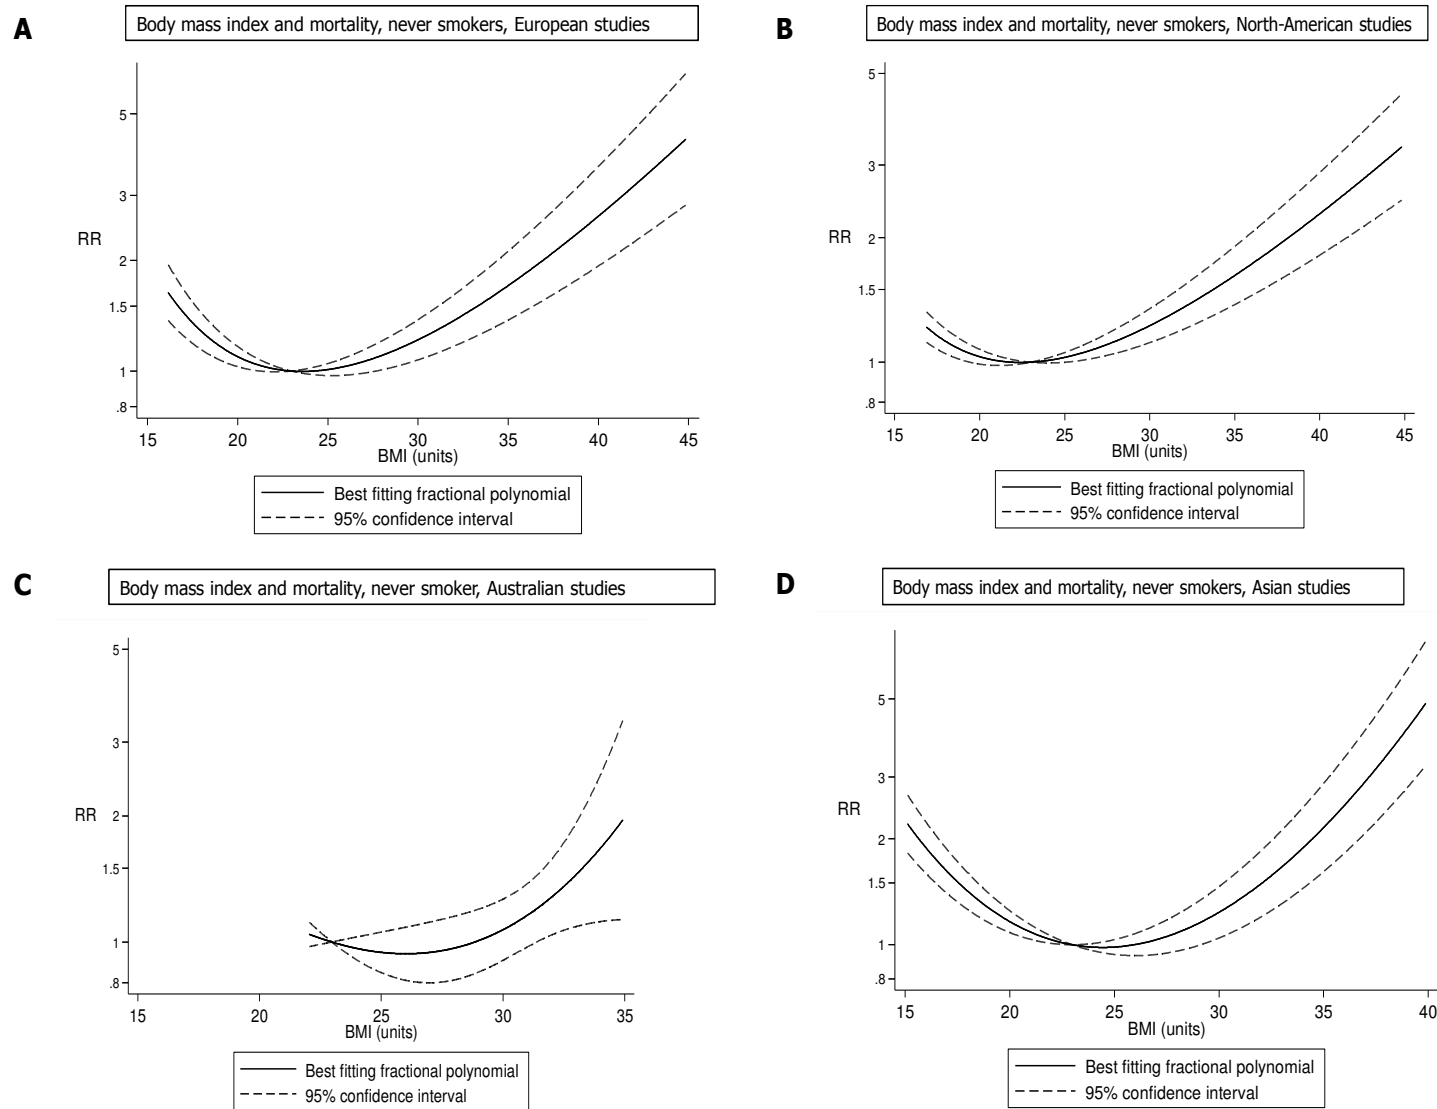 A
Body mass index and mortality, never smokers, European studies
5
3
RR
2
1.5
1
.8
15 20 25 30 35 40 45
BMI (units)
Best fitting fractional polynomial
95% confidence interval
B
Body mass index and mortality, never smokers, North-American studies
5
3
RR
2
1.5
1
.8
15 20 25 30 35 40 45
BMI (units)
Best fitting fractional polynomial
95% confidence interval
C
Body mass index and mortality, never smoker, Australian studies
5
3
RR 2
1.5
1
.8
15 20 25 30 35
BMI (units)
Best fitting fractional polynomial
95% confidence interval
D
Body mass index and mortality, never smokers, Asian studies
5
3
RR
2
1.5
1
.8
15 20 25 30 35 40
BMI (units)
Best fitting fractional polynomial
95% confidence interval